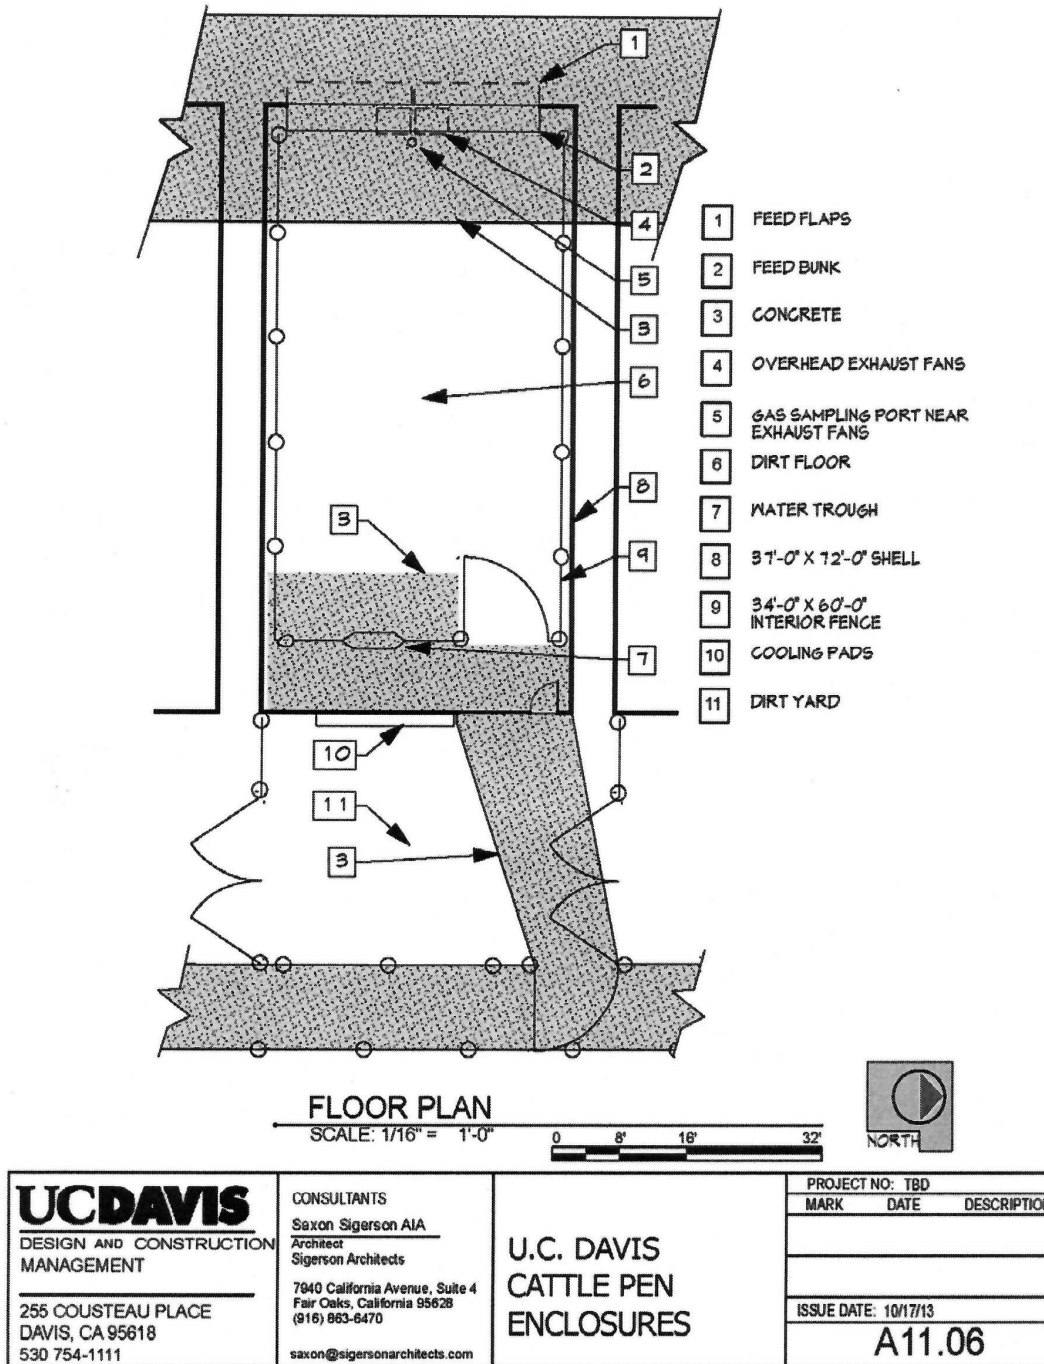 1
2
4
5
3
6
8
3
9
7
10
11
3
1 FEED FLAPS
2 FEED BUNK
3 CONCRETE
4 OVERHEAD EXHAUST FANS
5 GAS SAMPLING PORT NEAR
EXHAUST FANS
6 DIRT FLOOR
7 WATER TROUGH
8 37'-0" X 72'-0" SHELL
9 34'-0" X 60'-0"
INTERIOR FENCE
10 COOLING PADS
11 DIRT YARD
FLOOR PLAN
SCALE: 1/16" = 1'-0"
0 8' 16' 32'
NORTH
UCDAVIS
DESIGN AND CONSTRUCTION
MANAGEMENT
255 COUSTEAU PLACE
DAVIS, CA 95618
530 754-1111
CONSULTANTS
Saxon Sigerson AIA
Architect
Sigerson Architects
7940 California Avenue, Suite 4
Fair Oaks, California 95628
(916) 863-6470
saxon@sigersonarchitects.com
U.C. DAVIS
CATTLE PEN
ENCLOSURES
PROJECT NO: TBD
MARK DATE DESCRIPTION
ISSUE DATE: 10/17/13
A11.06